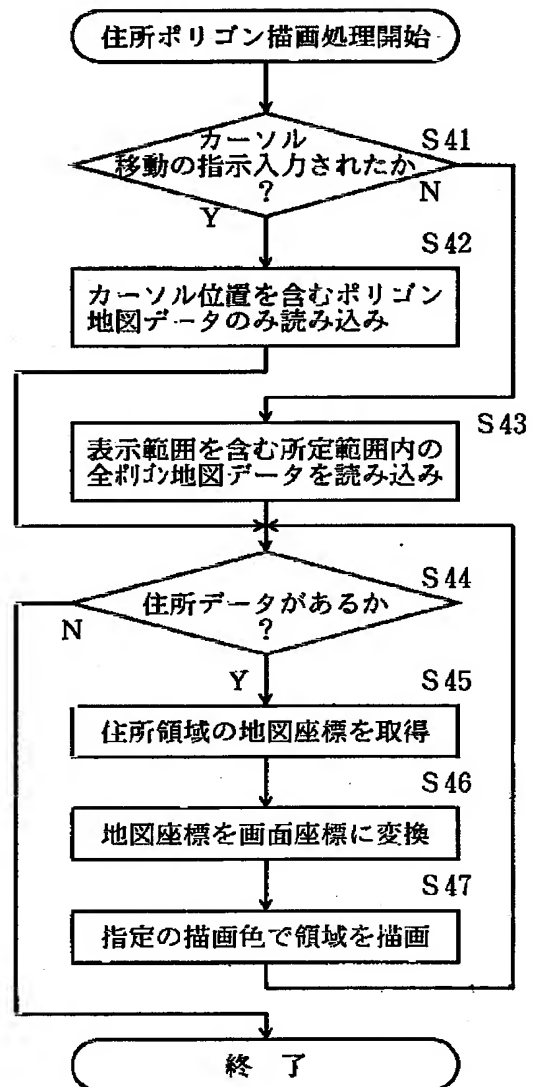 住所ポリゴン描画処理開始
カーソル
S41
移動の指示入力されたか
?
Y
N
S42
カーソル位置を含むポリゴン
地図データのみ読み込み
S43
表示範囲を含む所定範囲内の
全ポリゴン地図データを読み込み
S44
住所データがあるか
?
N
Y
S45
住所領域の地図座標を取得
S46
地図座標を画面座標に変換
S47
指定の描画色で領域を描画
終 了